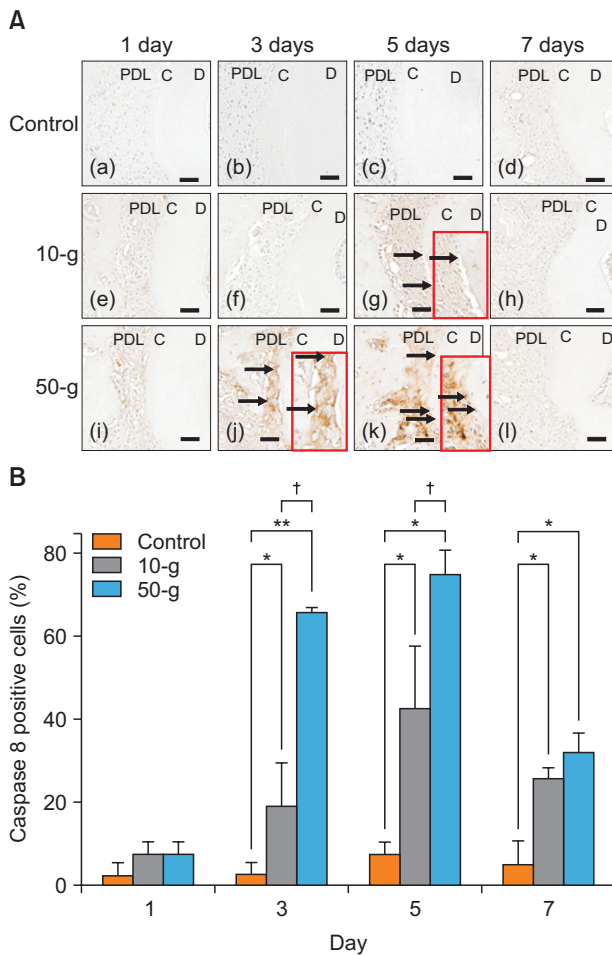 A
1 day 3 days 5 days 7 days
Control
PDL C D
(a)
PDL C D
(b)
PDL C D
(c)
PDL C D
(d)
10-g
PDL C D
(e)
PDL C D
(f)
PDL C D
(g)
PDL C D
(h)
50-g
PDL C D
(i)
PDL C D
(j)
PDL C D
(k)
PDL C D
(l)
B
Control
10-g
50-g
Caspase 8 positive cells (%)
80
60
40
20
0
† †
** * * *
* * *
1 3 5 7
Day